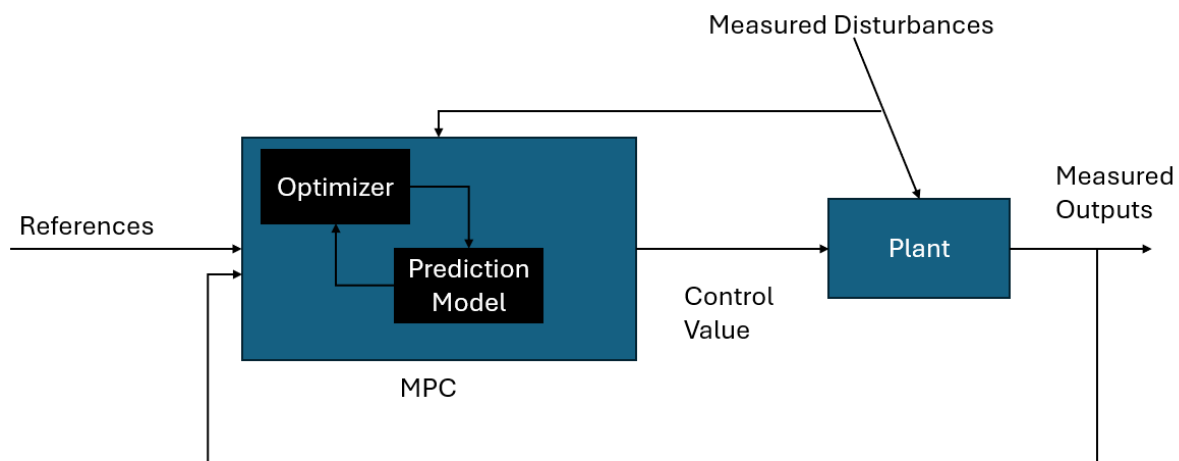 Measured Disturbances
Optimizer
References
Prediction
Model
MPC
Control
Value
Plant
Measured
Outputs